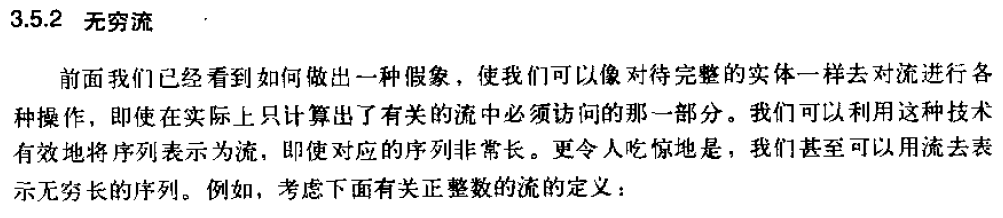 3.5.2 无穷流
前面我们已经看到如何做出一种假象，使我们可以像对待完整的实体一样去对流进行各
种操作，即使在实际上只计算出了有关的流中必须访问的那一部分。我们可以利用这种技术
有效地将序列表示为流，即使对应的序列非常长。更令人吃惊地是，我们甚至可以用流去表
示无穷长的序列。例如，考虑下面有关正整数的流的定义：